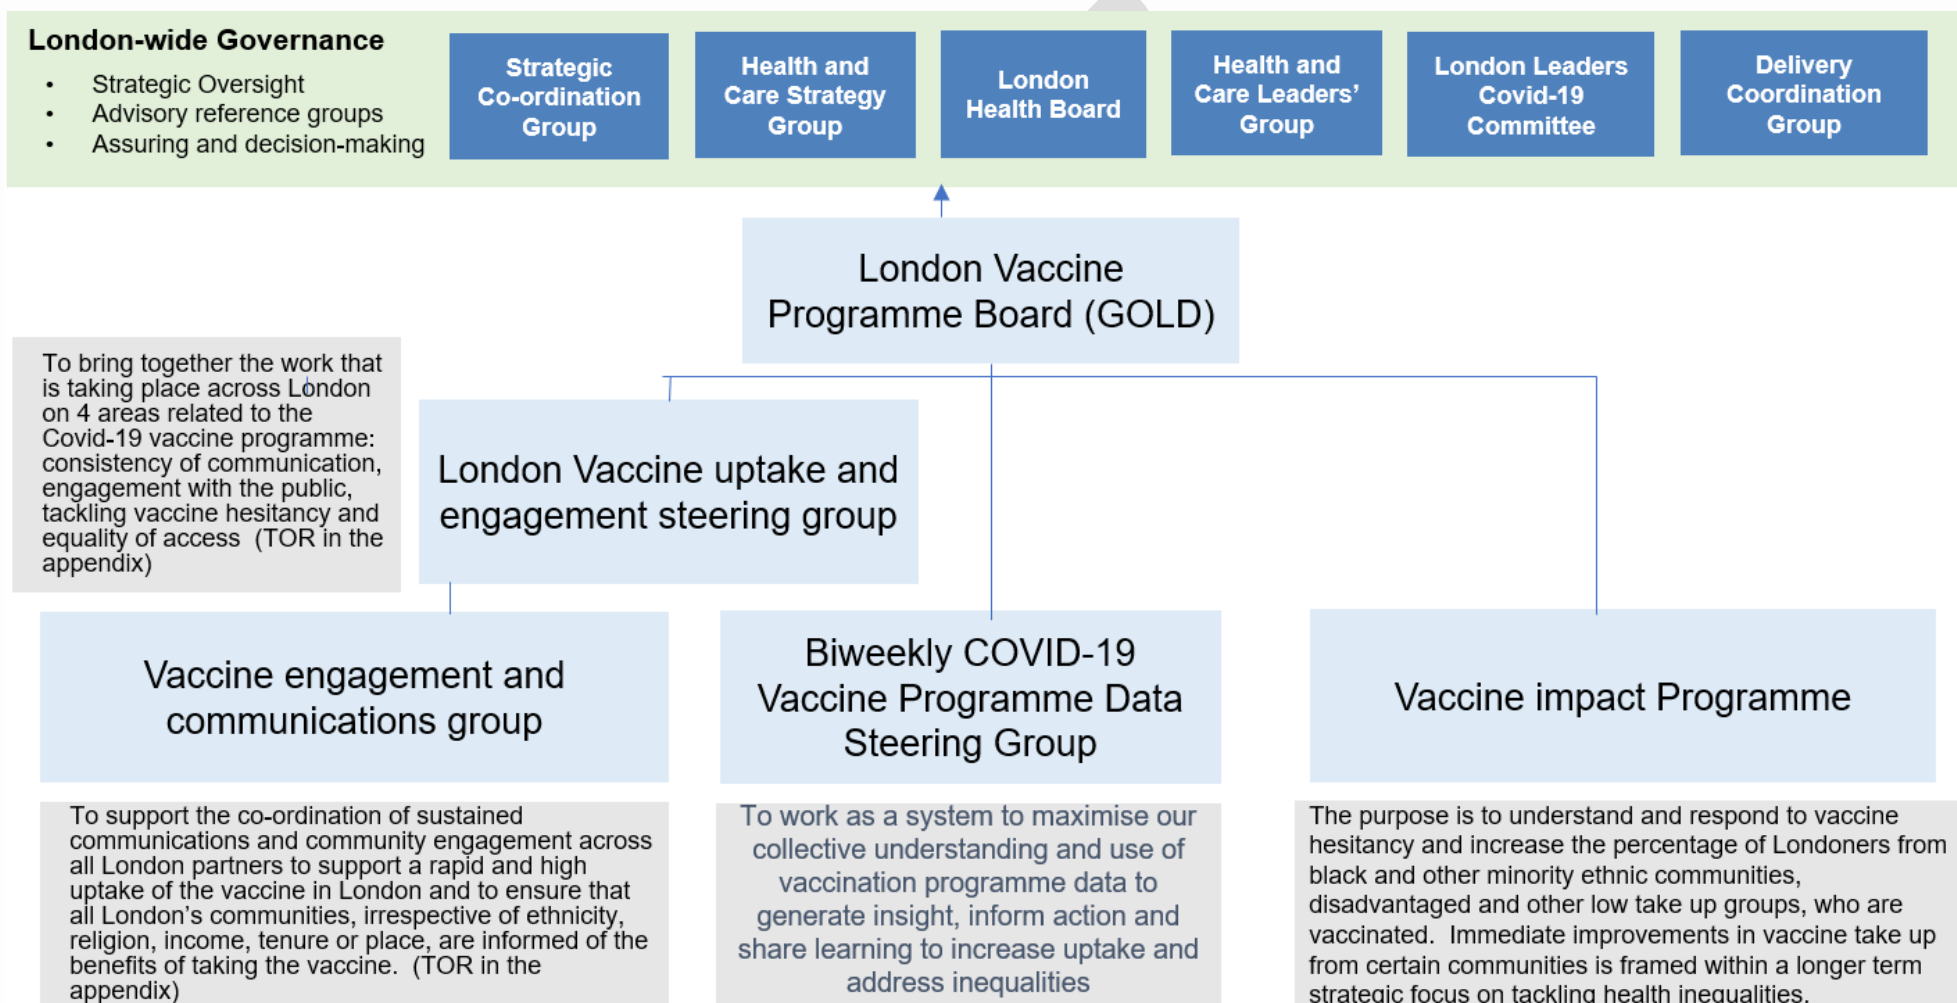 London-wide Governance
• Strategic Oversight
• Advisory reference groups
• Assuring and decision-making
Strategic
Co-ordination
Group
Health and
Care Strategy
Group
London
Health Board
Health and
Care Leaders’
Group
London Leaders
Covid-19
Committee
Delivery
Coordination
Group
London Vaccine
Programme Board (GOLD)
To bring together the work that
is taking place across London
on 4 areas related to the
Covid-19 vaccine programme:
consistency of communication,
engagement with the public,
tackling vaccine hesitancy and
equality of access (TOR in the
appendix)
London Vaccine uptake and
engagement steering group
Vaccine engagement and
communications group
Biweekly COVID-19
Vaccine Programme Data
Steering Group
Vaccine impact Programme
To support the co-ordination of sustained
communications and community engagement across
all London partners to support a rapid and high
uptake of the vaccine in London and to ensure that
all London’s communities, irrespective of ethnicity,
religion, income, tenure or place, are informed of the
benefits of taking the vaccine. (TOR in the
appendix)
To work as a system to maximise our
collective understanding and use of
vaccination programme data to
generate insight, inform action and
share learning to increase uptake and
address inequalities
The purpose is to understand and respond to vaccine
hesitancy and increase the percentage of Londoners from
black and other minority ethnic communities,
disadvantaged and other low take up groups, who are
vaccinated. Immediate improvements in vaccine take up
from certain communities is framed within a longer term
strategic focus on tackling health inequalities.